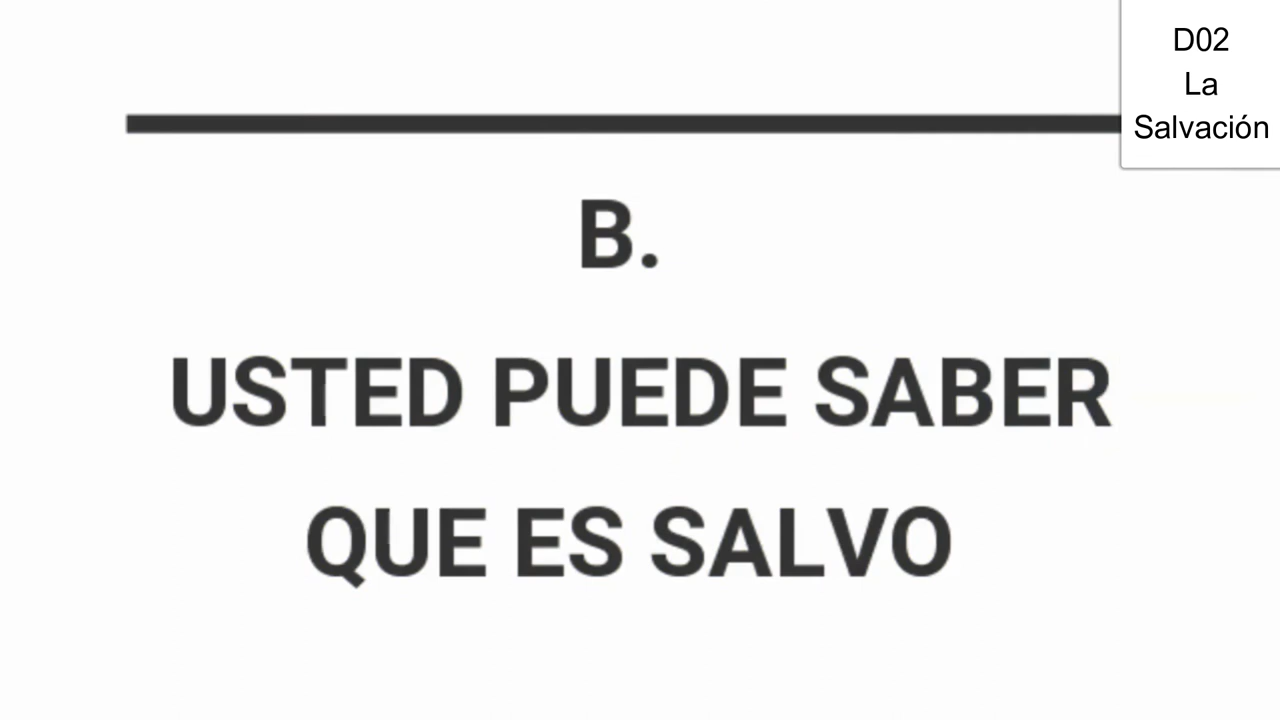 D02
La
Salvación
B.
USTED PUEDE SABER
QUE ES SALVO